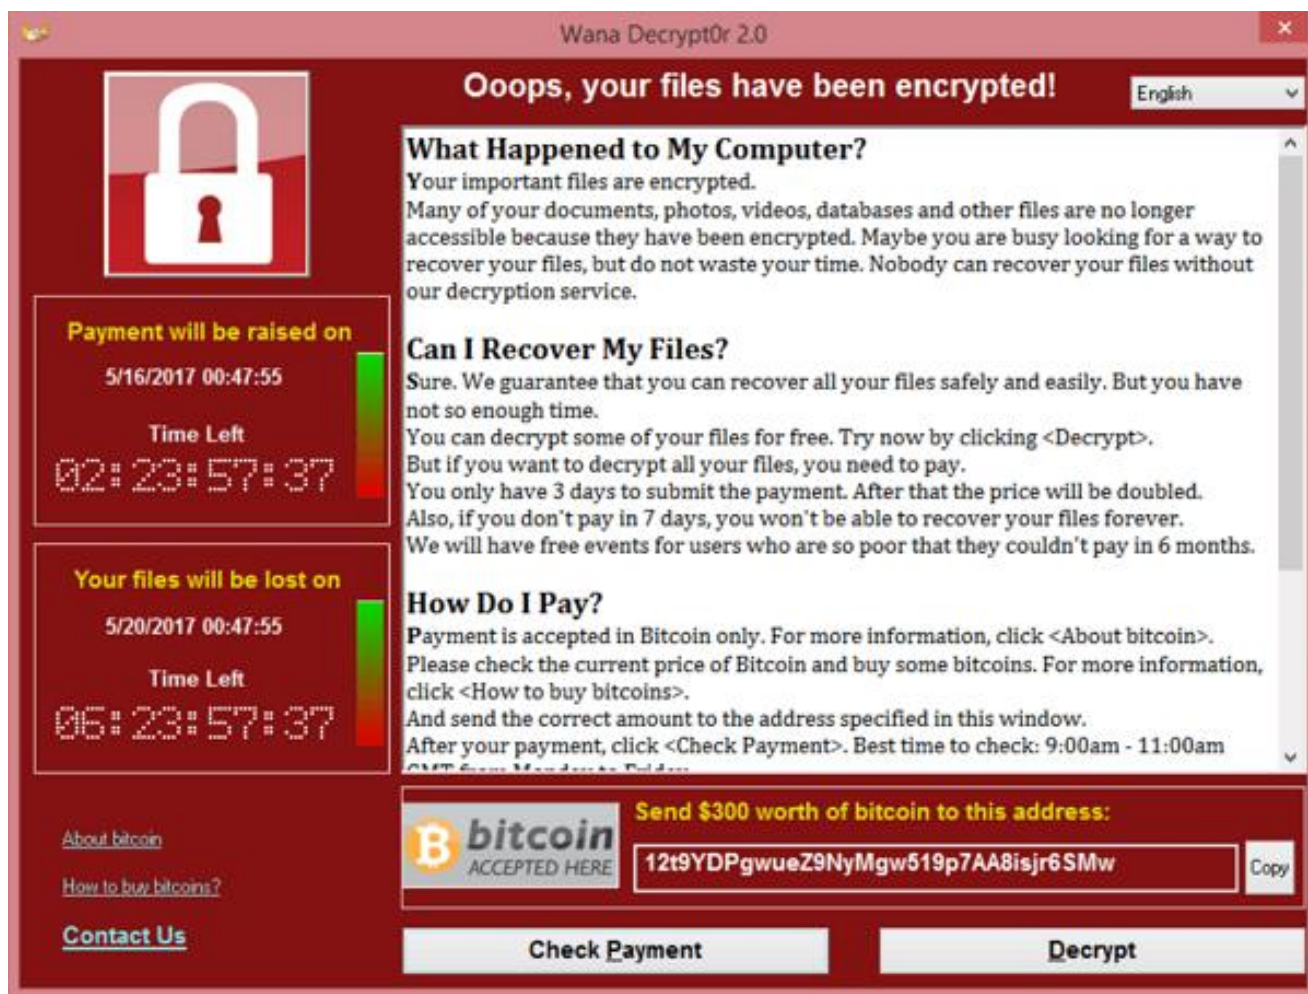 Wana Decrypt0r 2.0
Ooops, your files have been encrypted!
English
What Happened to My Computer?
Your important files are encrypted.
Many of your documents, photos, videos, databases and other files are no longer
accessible because they have been encrypted. Maybe you are busy looking for a way to
recover your files, but do not waste your time. Nobody can recover your files without
our decryption service.
Can I Recover My Files?
Sure. We guarantee that you can recover all your files safely and easily. But you have
not so enough time.
You can decrypt some of your files for free. Try now by clicking <Decrypt>.
But if you want to decrypt all your files, you need to pay.
You only have 3 days to submit the payment. After that the price will be doubled.
Also, if you don't pay in 7 days, you won't be able to recover your files forever.
We will have free events for users who are so poor that they couldn't pay in 6 months.
How Do I Pay?
Payment is accepted in Bitcoin only. For more information, click <About bitcoin>.
Please check the current price of Bitcoin and buy some bitcoins. For more information,
click <How to buy bitcoins>.
And send the correct amount to the address specified in this window.
After your payment, click <Check Payment>. Best time to check: 9:00am - 11:00am
GMT from Monday to Friday
Payment will be raised on
5/16/2017 00:47:55
Time Left
02:23:57:37
Your files will be lost on
5/20/2017 00:47:55
Time Left
06:23:57:37
About bitcoin
How to buy bitcoins?
Contact Us
bitcoin
ACCEPTED HERE
Send $300 worth of bitcoin to this address:
12t9YDPgwueZ9NyMgw519p7AA8isjr6SMw
Copy
Check Payment
Decrypt